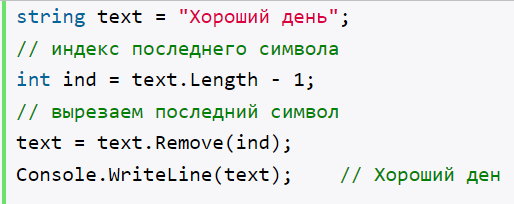 string text = "Хороший день";
// индекс последнего символа
int ind = text.Length - 1;
// вырезаем последний символ
text = text.Remove(ind);
Console.WriteLine(text);    // Хороший ден